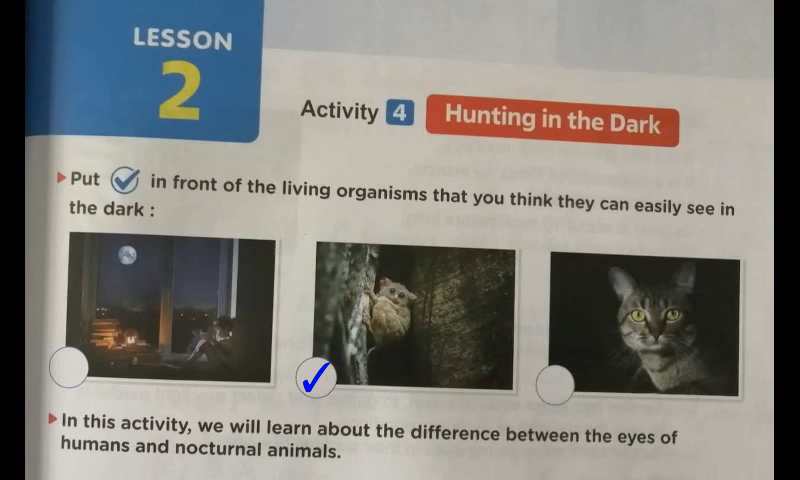 LESSON
2
Activity 4 Hunting in the Dark
Put in front of the living organisms that you think they can easily see in
the dark :
In this activity, we will learn about the difference between the eyes of
humans and nocturnal animals.